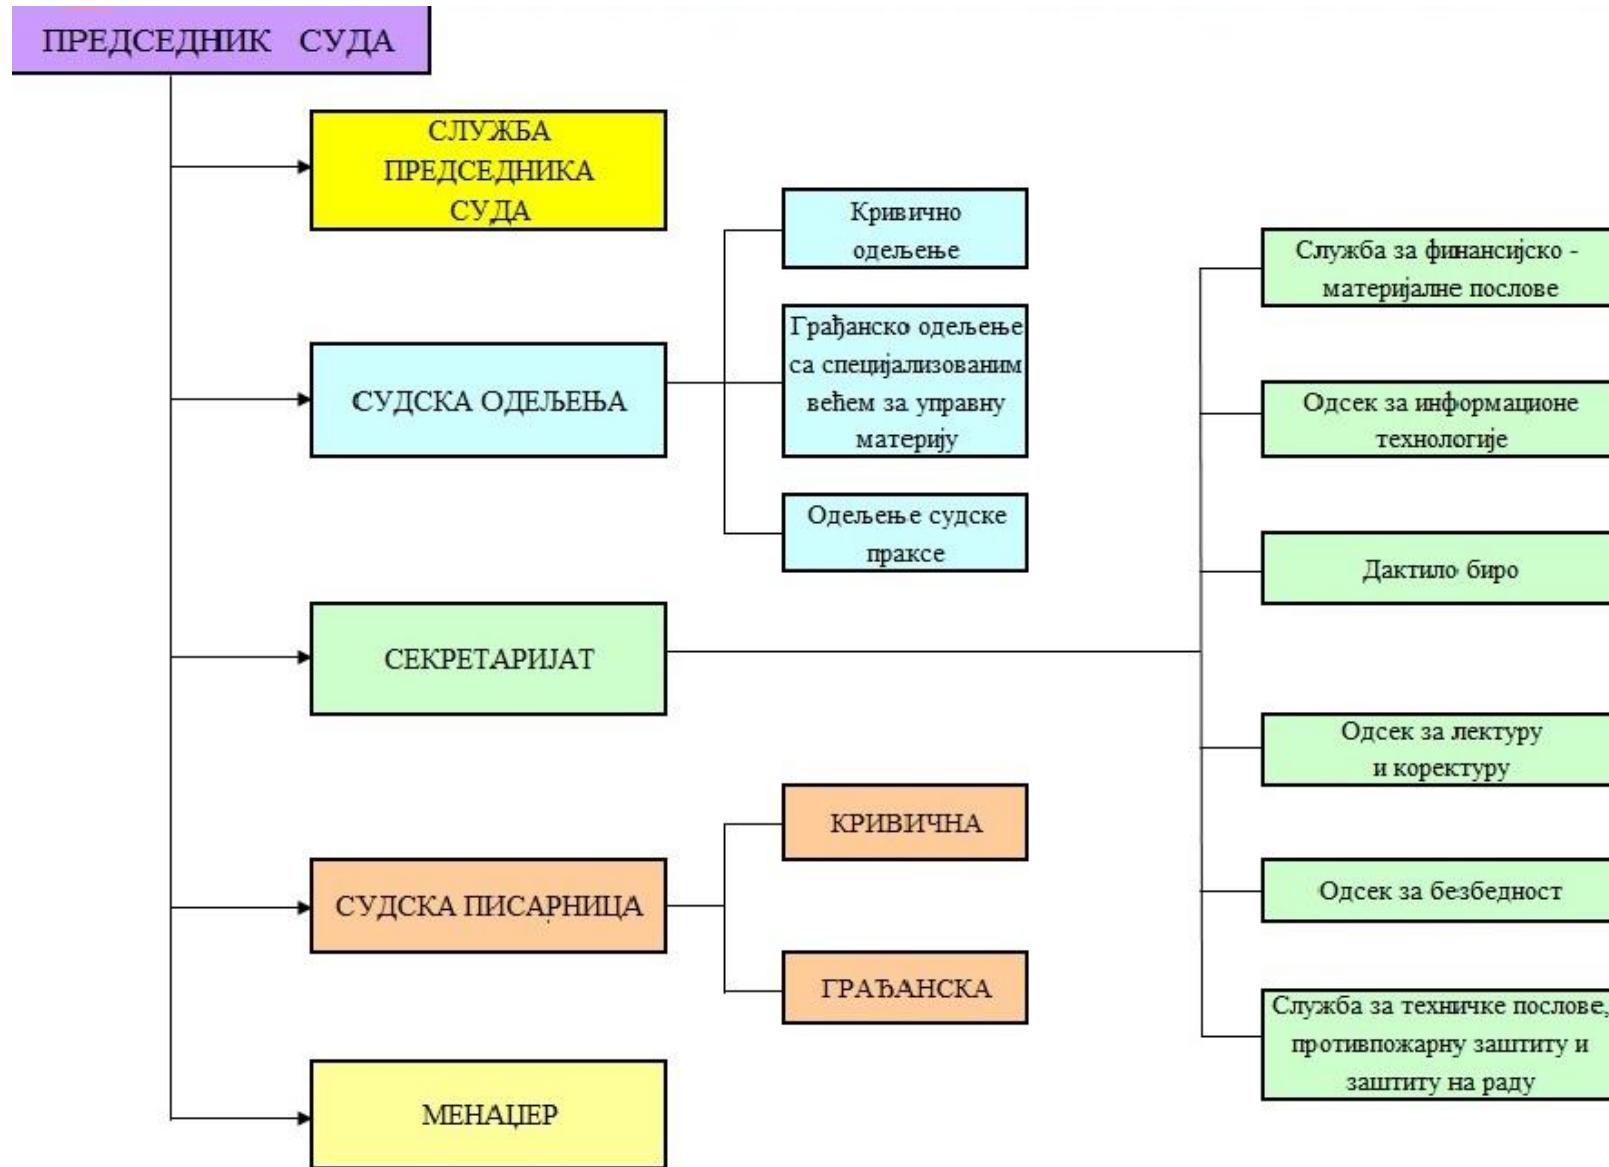 ПРЕДСЕДНИК СУДА
СЛУЖБА
ПРЕДСЕДНИКА
СУДА
СУДСКА ОДЕЉЕЊА
Кривично
одељење
Грађанско одељење
са специјализованим
већем за управну
материју
Одељење судске
праксе
СЕКРЕТАРИЈАТ
Служба за финансијско -
материјалне послове
Одсек за информационе
технологије
Дактило биро
Одсек за лектуру
и коректуру
Одсек за безбедност
Служба за техничке послове,
противпожарну заштиту и
заштиту на раду
СУДСКА ПИСАРНИЦА
КРИВИЧНА
ГРАЂАНСКА
МЕНАЏЕР